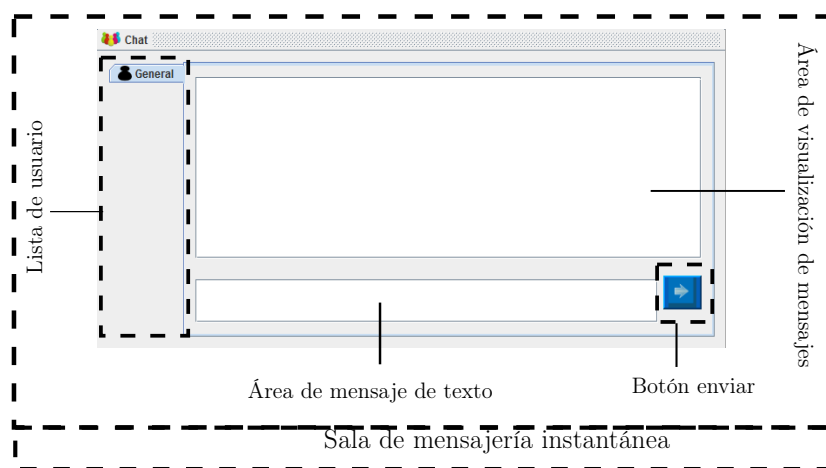 Chat
General
Lista de usuario
Área de visualización de mensajes
Área de mensaje de texto
Botón enviar
Sala de mensajería instantánea